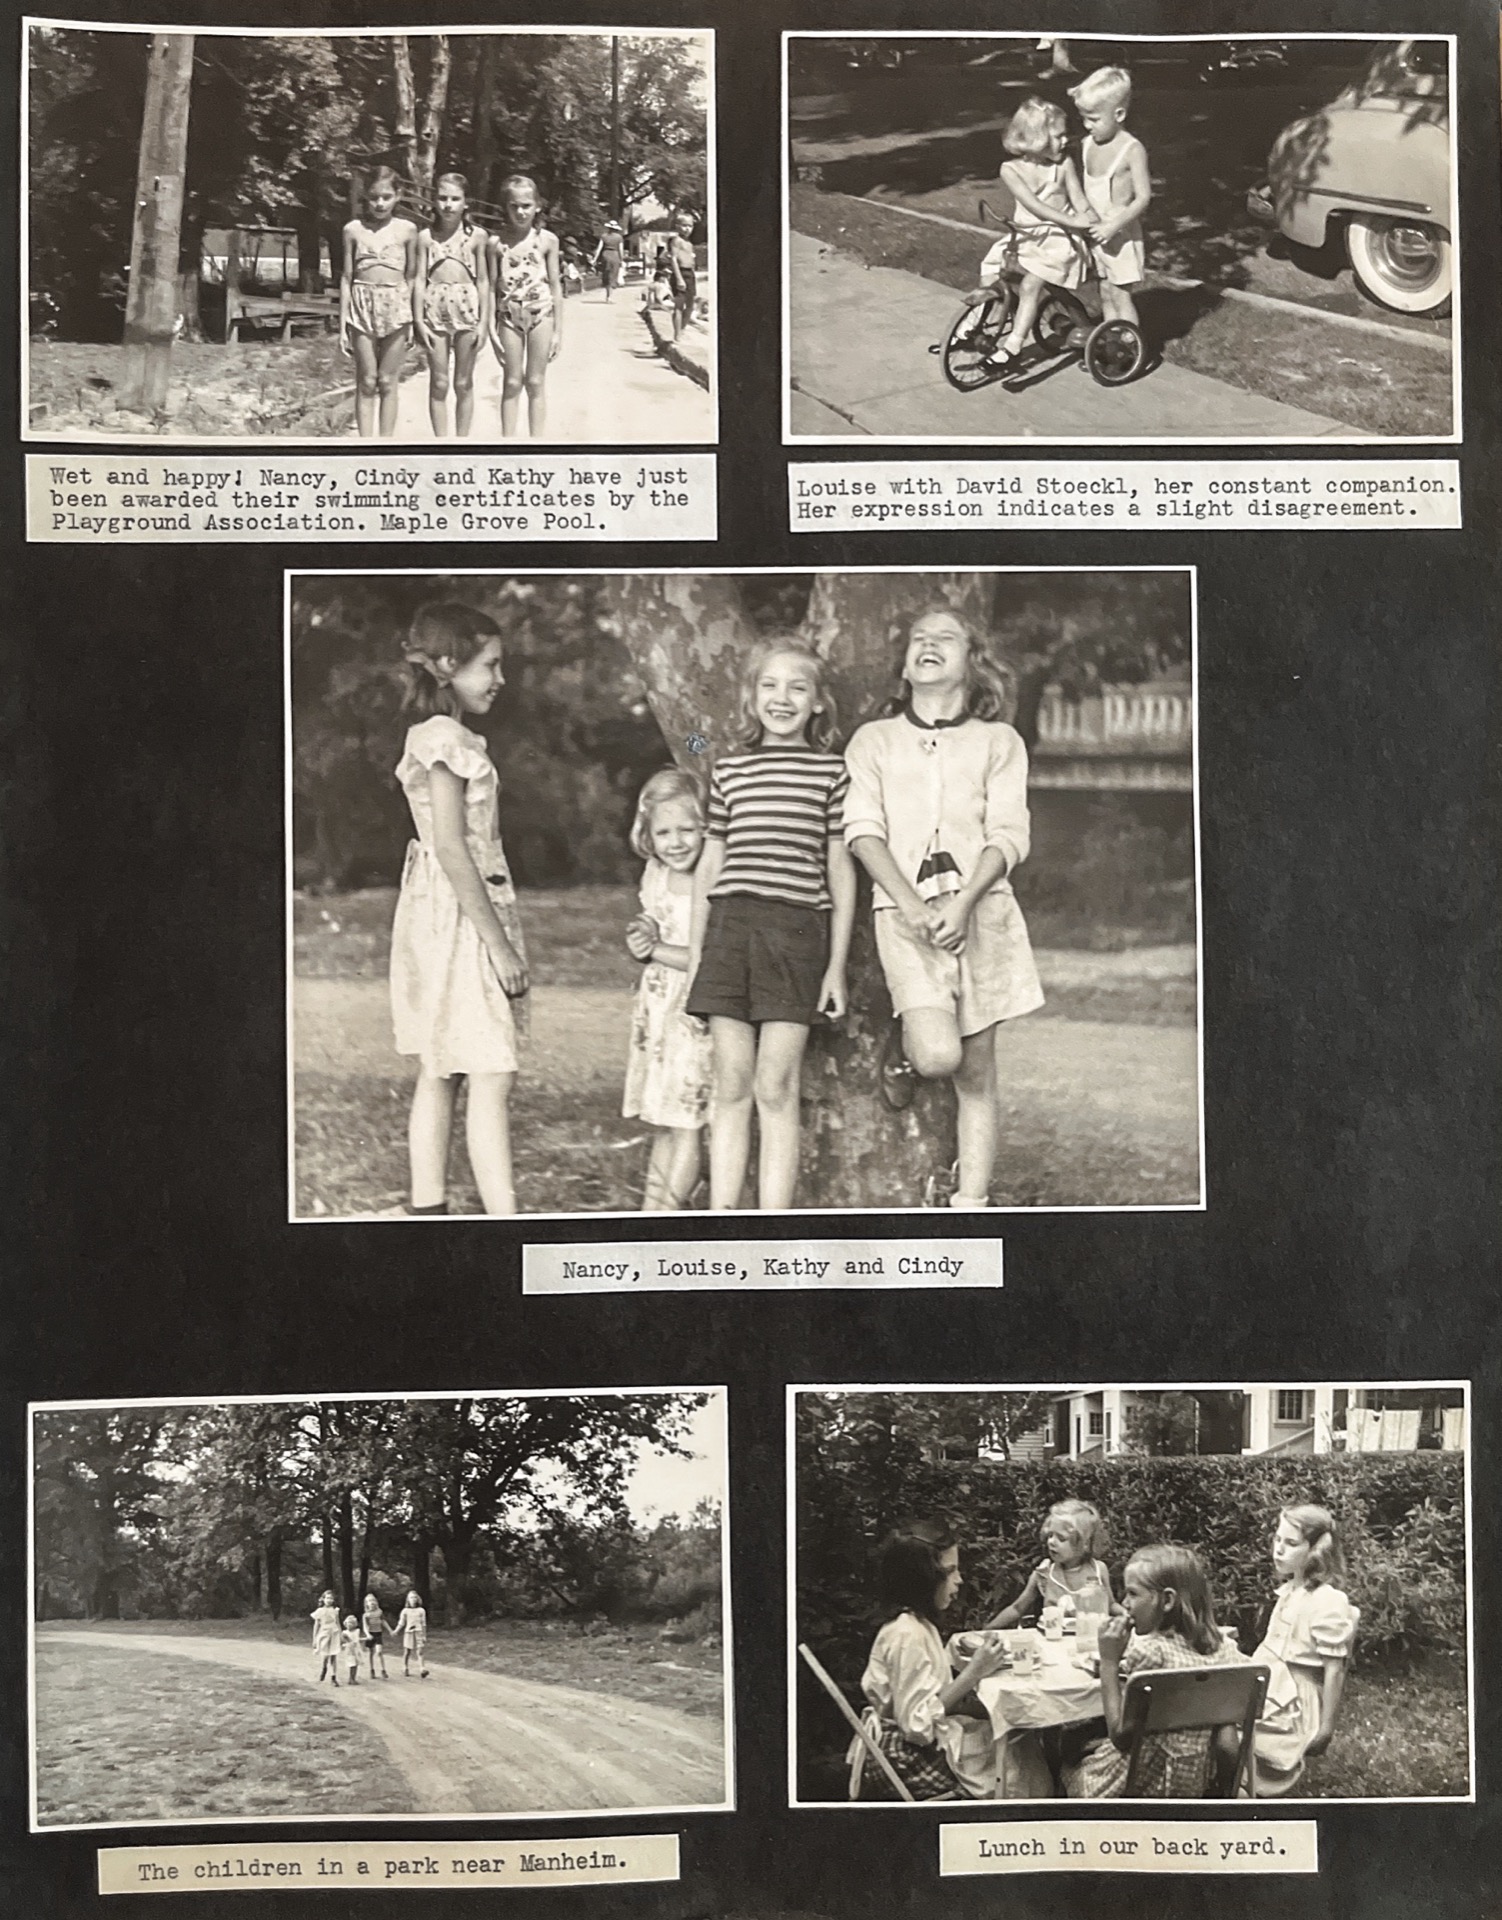 Wet and happy! Nancy, Cindy and Kathy have just
been awarded their swimming certificates by the
Playground Association. Maple Grove Pool.
Louise with David Stoeckl, her constant companion.
Her expression indicates a slight disagreement.
Nancy, Louise, Kathy and Cindy
The children in a park near Manheim.
Lunch in our back yard.